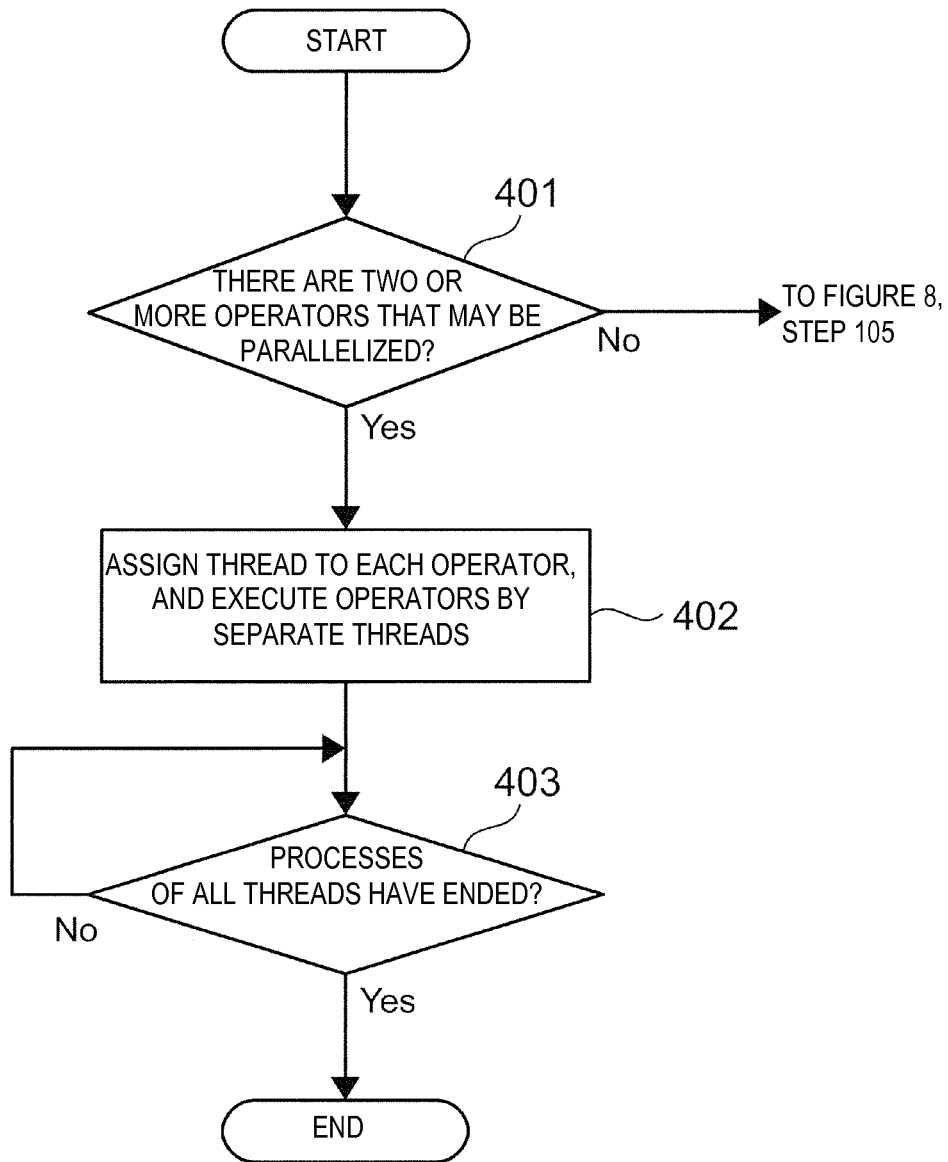 START
401
THERE ARE TWO OR
MORE OPERATORS THAT MAY BE
PARALLELIZED?
No
TO FIGURE 8,
STEP 105
Yes
ASSIGN THREAD TO EACH OPERATOR,
AND EXECUTE OPERATORS BY
SEPARATE THREADS
402
403
PROCESSES
OF ALL THREADS HAVE ENDED?
No
Yes
END